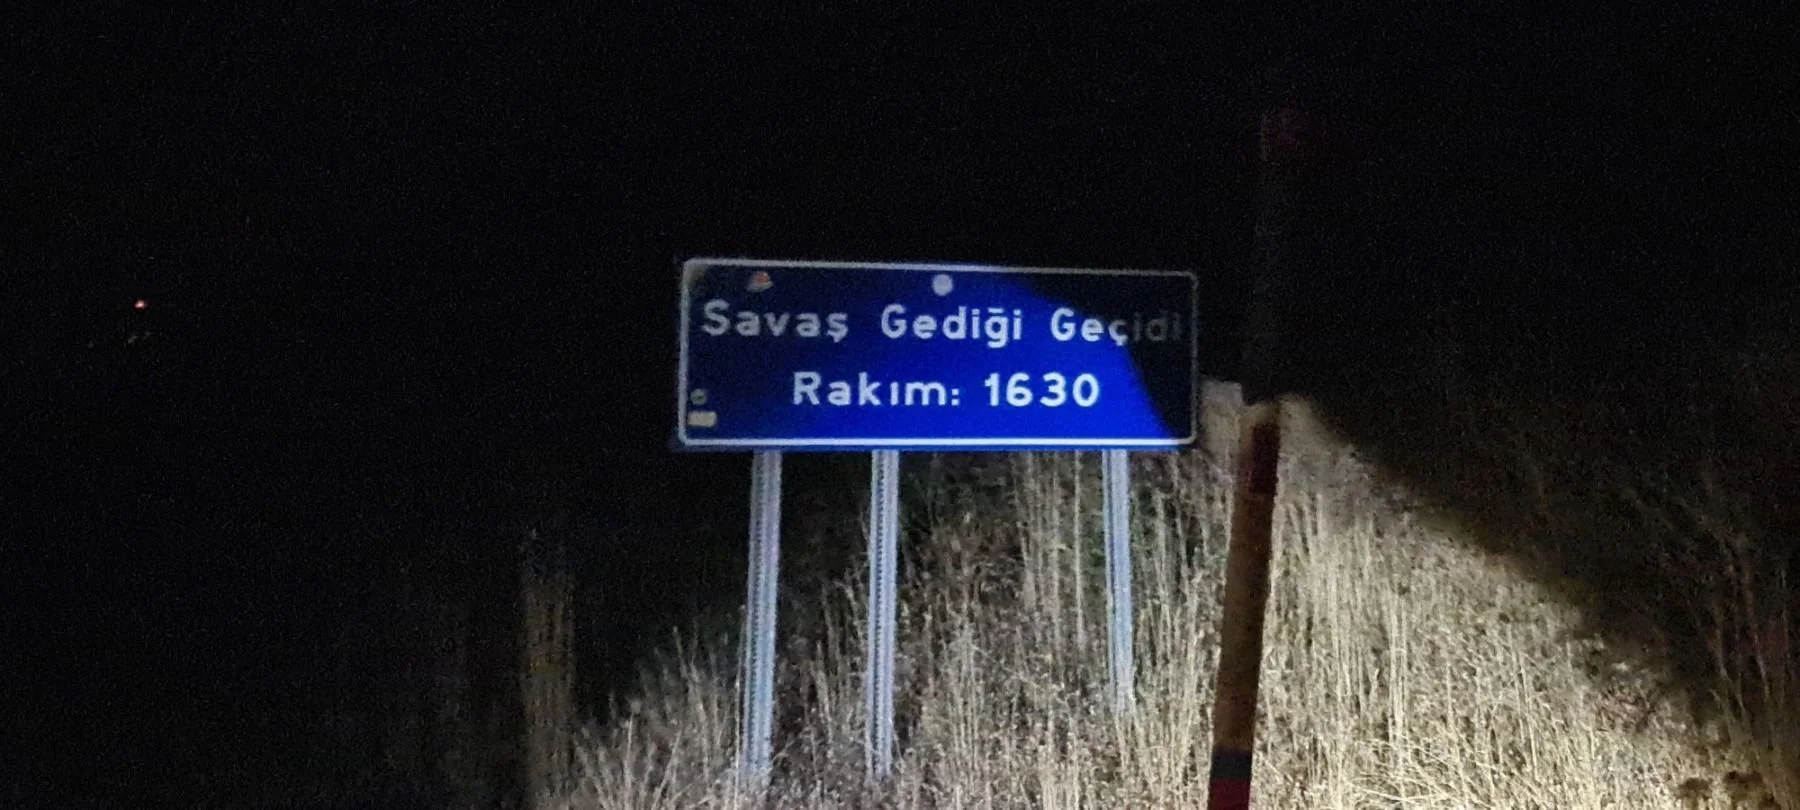 Savaş Gediği Geçidi
Rakım: 1630